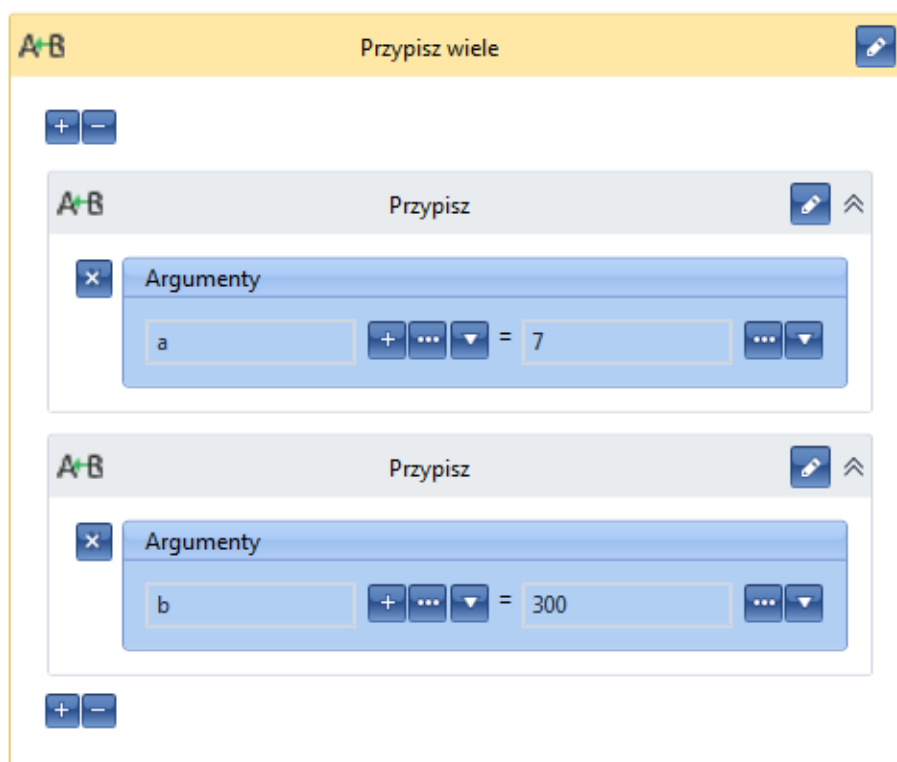 A B Przypisz wiele
A B Przypisz
Argumenty
a = 7
A B Przypisz
Argumenty
b = 300